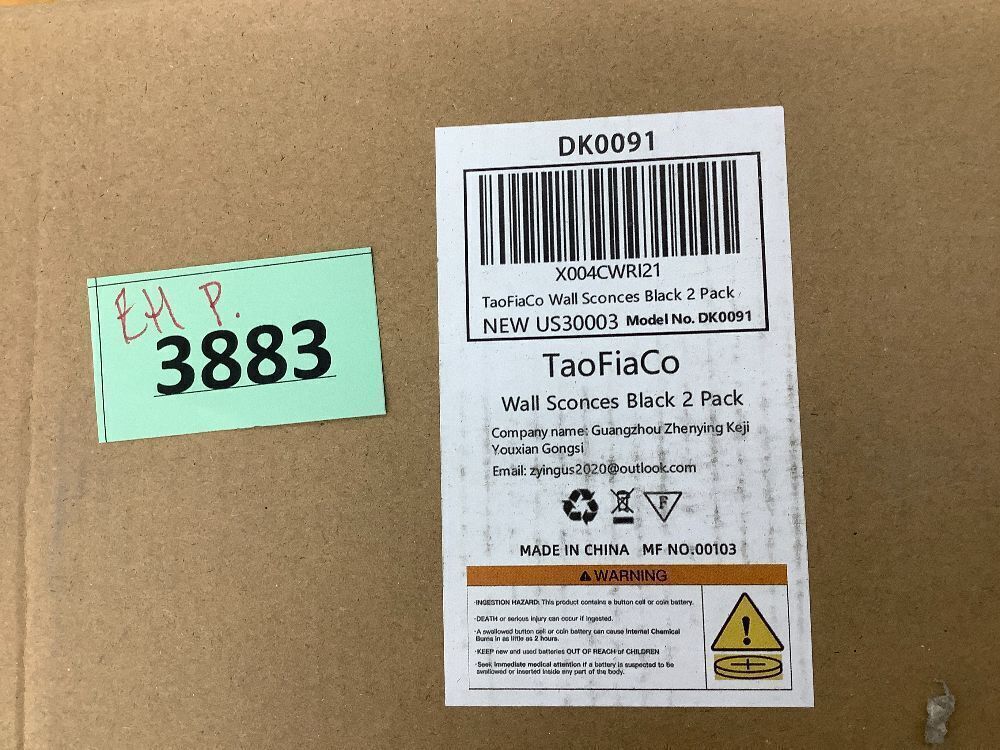 EH P.
3883
DK0091
X004CWRI21
TaoFiaCo Wall Sconces Black 2 Pack
NEW US30003 Model No. DK0091
TaoFiaCo
Wall Sconces Black 2 Pack
Company name: Guangzhou Zhenying Keji
Youxian Gongsi
Email: zyingus2020@outlook.com
F
MADE IN CHINA MF NO.00103
WARNING
·INGESTION HAZARD: This product contains a button cell or coin battery.
·DEATH or serious injury can occur if ingested.
·A swallowed button cell or coin battery can cause Internal Chemical
Burns in as little as 2 hours.
·KEEP new and used batteries OUT OF REACH of CHILDREN
·Seek immediate medical attention if a battery is suspected to be
swallowed or inserted inside any part of the body.